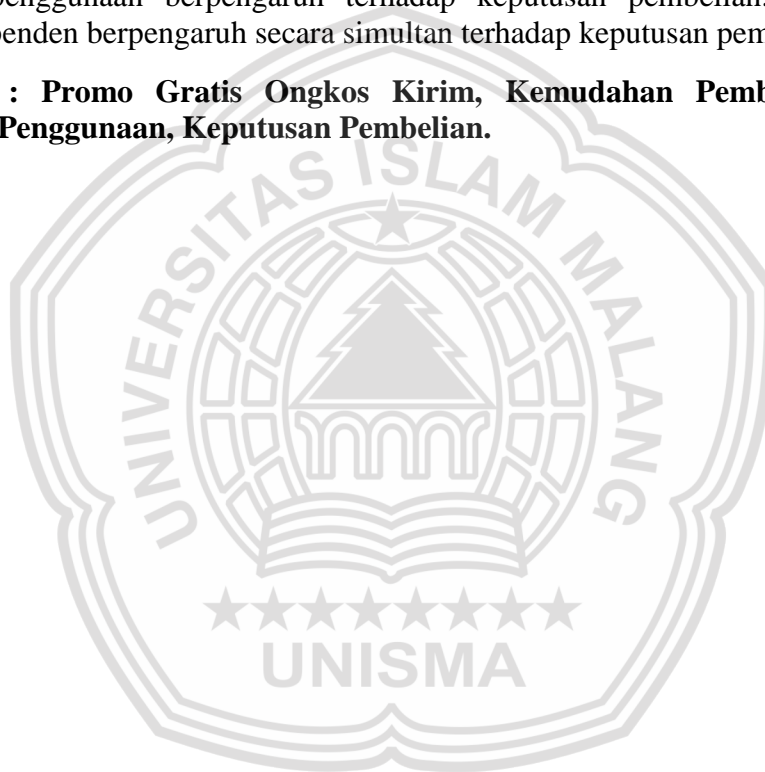 penggunaan berpengaruh terhadap keputusan pembelian.
penden berpengaruh secara simultan terhadap keputusan pem
: Promo Gratis Ongkos Kirim, Kemudahan Pemb
Penggunaan, Keputusan Pembelian.
UNIVERSITAS ISLAM MALANG
UNISMA